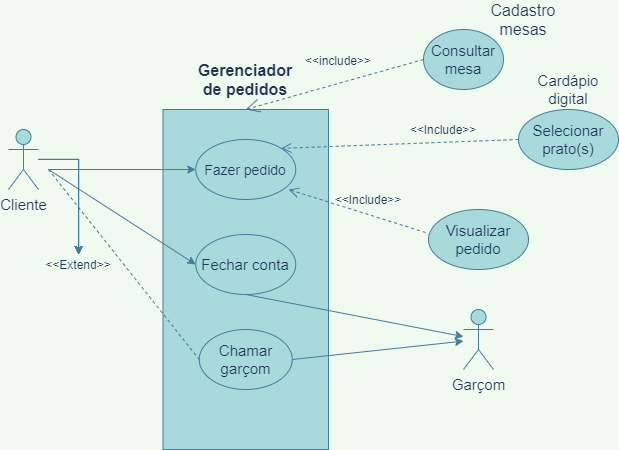 Cadastro
mesas
<<include>>
Consultar
mesa
Gerenciador
de pedidos
Cardápio
digital
<<Include>>
Selecionar
prato(s)
Fazer pedido
Cliente
<<Include>>
Visualizar
pedido
<<Extend>>
Fechar conta
Chamar
garçom
Garçom